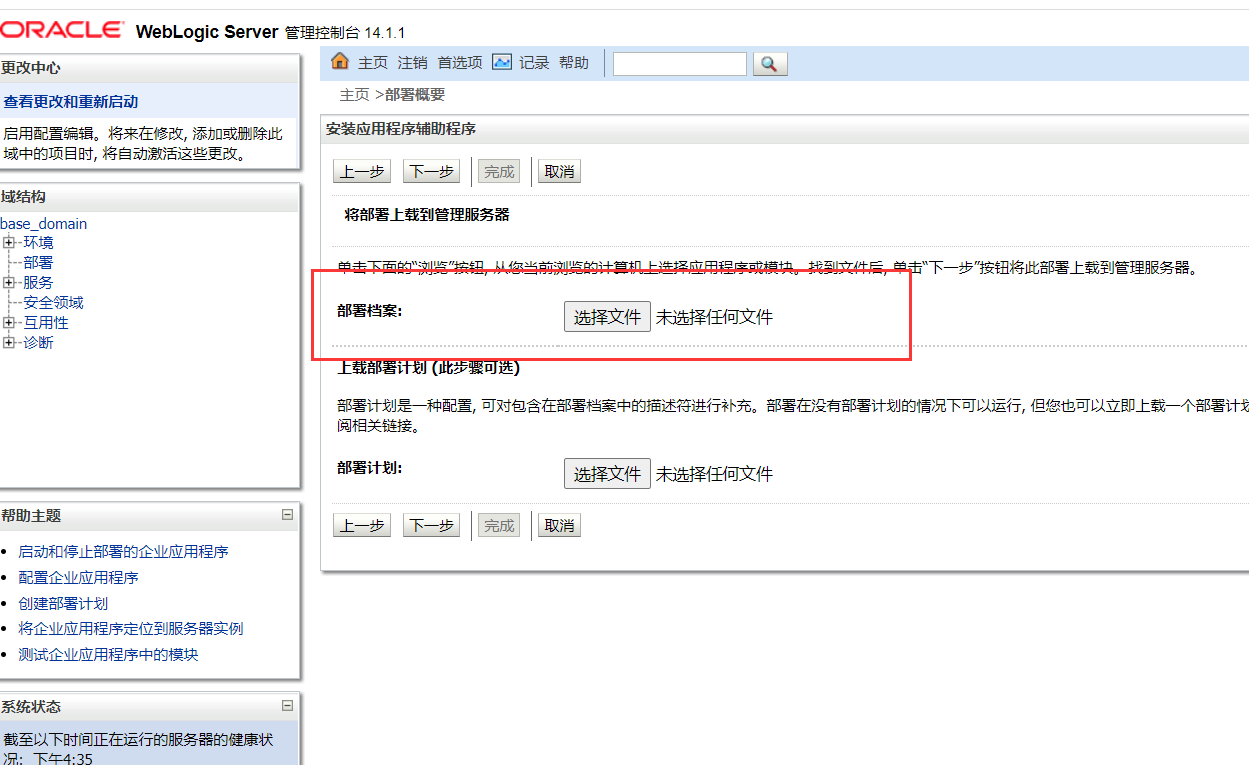 ORACLE WebLogic Server 管理控制台 14.1.1
更改中心
查看更改和重新启动
启用配置编辑。将来在修改, 添加或删除此
域中的项目时, 将自动激活这些更改。
域结构
base_domain
环境
部署
服务
安全领域
互用性
诊断
帮助主题
启动和停止部署的企业应用程序
配置企业应用程序
创建部署计划
将企业应用程序定位到服务器实例
测试企业应用程序中的模块
系统状态
截至以下时间正在运行的服务器的健康状
况: 下午4:35
主页 注销 首选项 记录 帮助
主页 >部署概要
安装应用程序辅助程序
上一步 下一步 完成 取消
将部署上载到管理服务器
单击下面的“浏览”按钮, 从您当前浏览的计算机上选择应用程序或模块。找到文件后, 单击“下一步”按钮将此部署上载到管理服务器。
部署档案: 选择文件 未选择任何文件
上载部署计划 (此步骤可选)
部署计划是一种配置, 可对包含在部署档案中的描述符进行补充。部署在没有部署计划的情况下可以运行, 但您也可以立即上载一个部署计划
阅相关链接。
部署计划: 选择文件 未选择任何文件
上一步 下一步 完成 取消